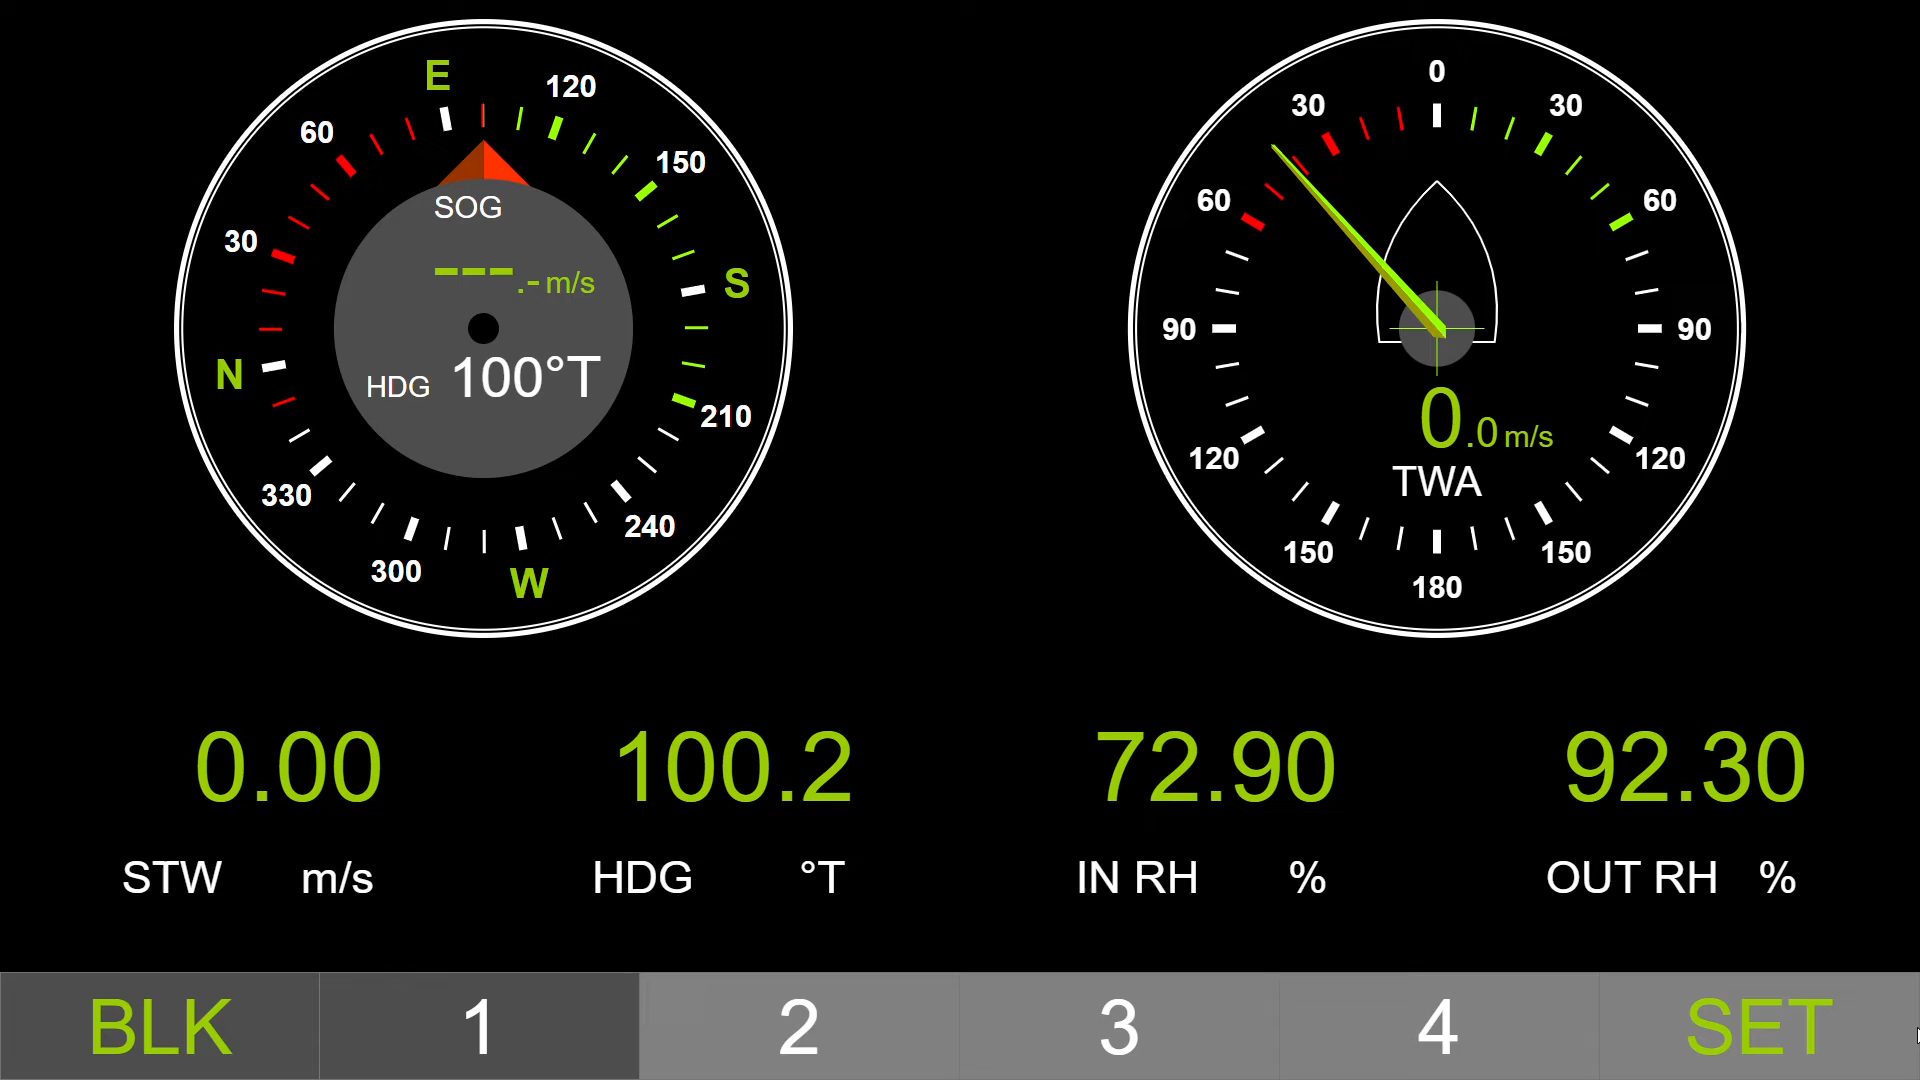 E
120
60
150
30
S
N
210
330
240
300
W
SOG
---.- m/s
HDG 100°T
0
30
30
60
60
90
90
120
120
150
150
180
0.0 m/s
TWA
0.00
STW m/s
100.2
HDG °T
72.90
IN RH %
92.30
OUT RH %
BLK
1
2
3
4
SET